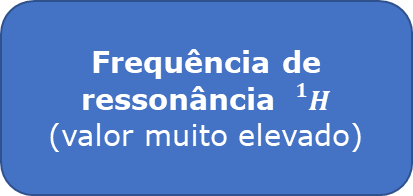 Frequência de
ressonância ¹H
(valor muito elevado)